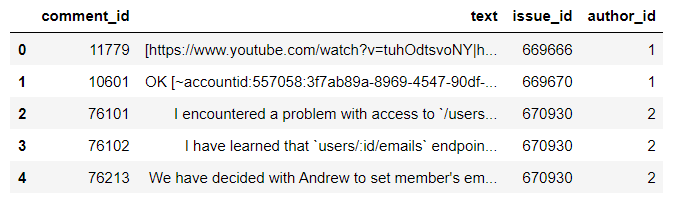 comment_id text issue_id author_id
0 11779 [https://www.youtube.com/watch?v=tuhOdtsvoNY|h... 669666 1
1 10601 OK [~accountid:557058:3f7ab89a-8969-4547-90df-... 669670 1
2 76101 I encountered a problem with access to `/users... 670930 2
3 76102 I have learned that `users/:id/emails` endpoin... 670930 2
4 76213 We have decided with Andrew to set member's em... 670930 2